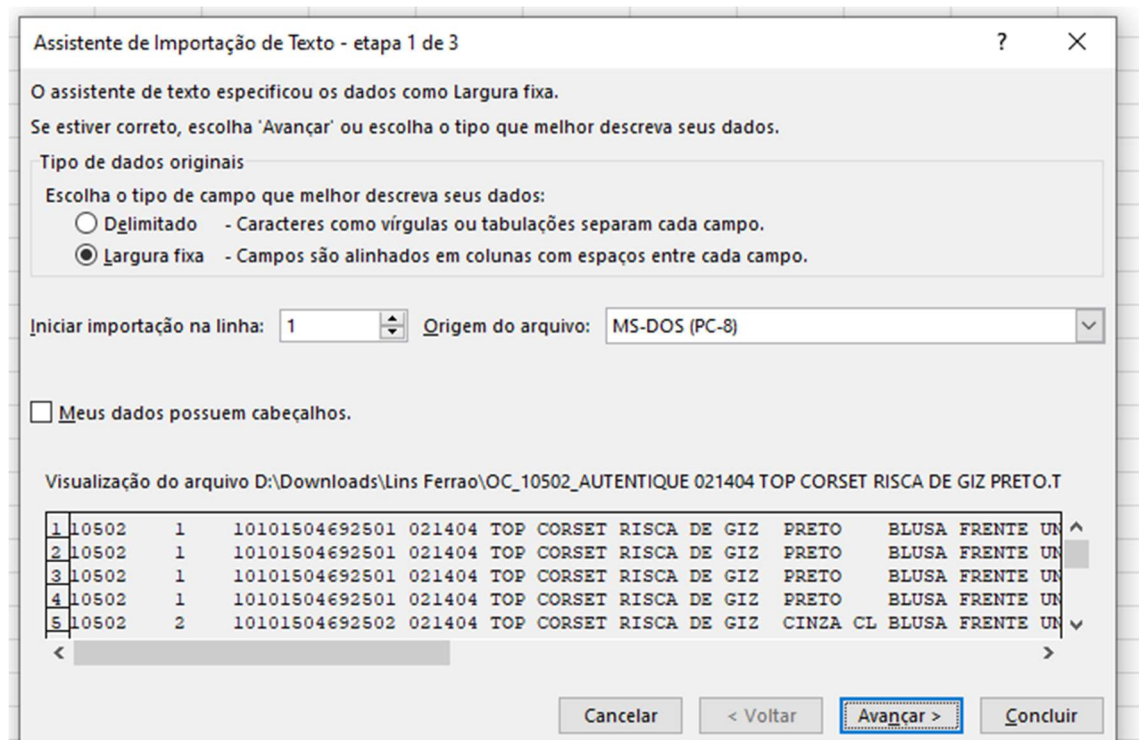 Assistente de Importação de Texto - etapa 1 de 3 ?
O assistente de texto especificou os dados como Largura fixa.
Se estiver correto, escolha 'Avançar' ou escolha o tipo que melhor descreva seus dados.
Tipo de dados originais
Escolha o tipo de campo que melhor descreva seus dados:
Delimitado - Caracteres como vírgulas ou tabulações separam cada campo.
Largura fixa - Campos são alinhados em colunas com espaços entre cada campo.
Iniciar importação na linha: 1 Origem do arquivo: MS-DOS (PC-8)
Meus dados possuem cabeçalhos.
Visualização do arquivo D:\Downloads\Lins Ferrao\OC_10502_AUTENTIQUE 021404 TOP CORSET RISCA DE GIZ PRETO.T
1 10502 1 10101504692501 021404 TOP CORSET RISCA DE GIZ PRETO BLUSA FRENTE UN
2 10502 1 10101504692501 021404 TOP CORSET RISCA DE GIZ PRETO BLUSA FRENTE UN
3 10502 1 10101504692501 021404 TOP CORSET RISCA DE GIZ PRETO BLUSA FRENTE UN
4 10502 1 10101504692501 021404 TOP CORSET RISCA DE GIZ PRETO BLUSA FRENTE UN
5 10502 2 10101504692502 021404 TOP CORSET RISCA DE GIZ CINZA CL BLUSA FRENTE UN
Cancelar < Voltar Avançar > Concluir